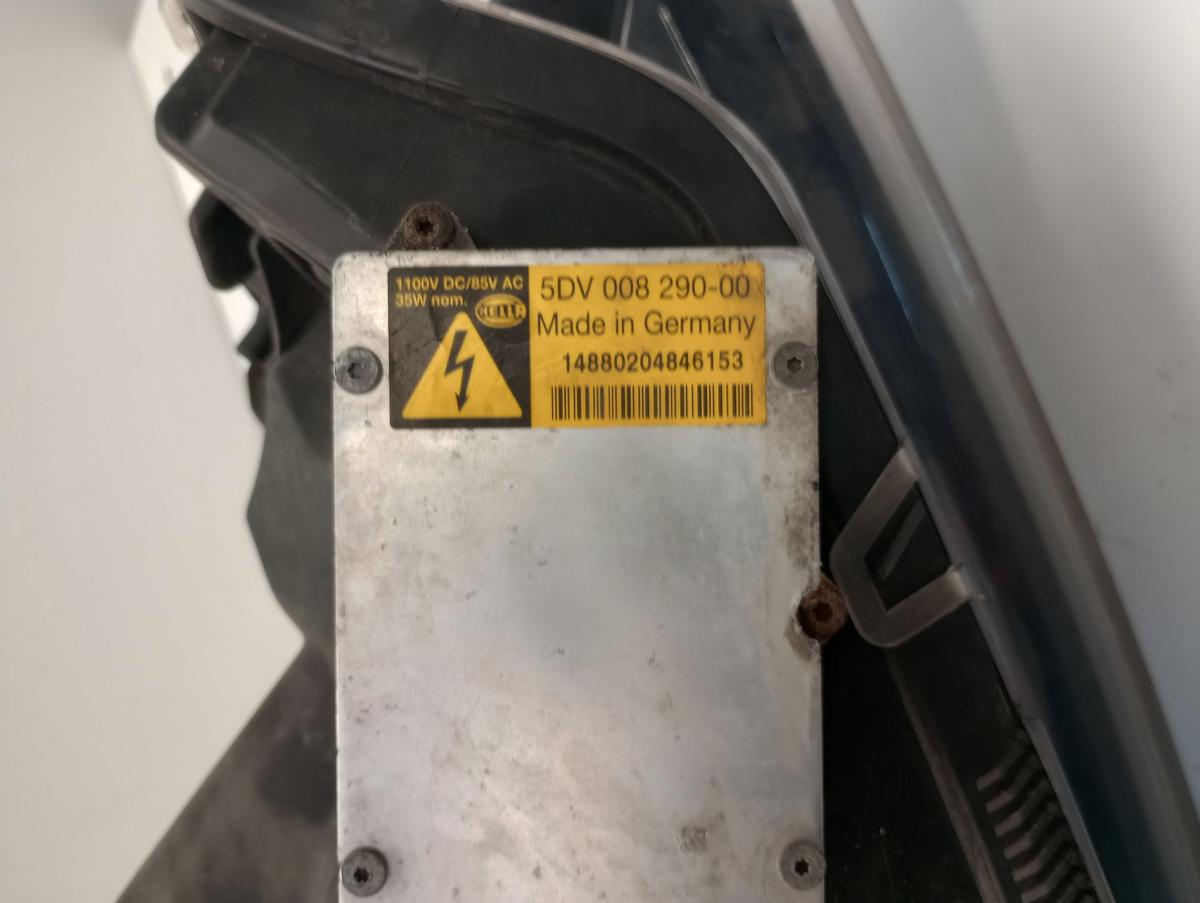 1100V DC/85V AC
35W nom.
HELLA
5DV 008 290-00
Made in Germany
14880204846153